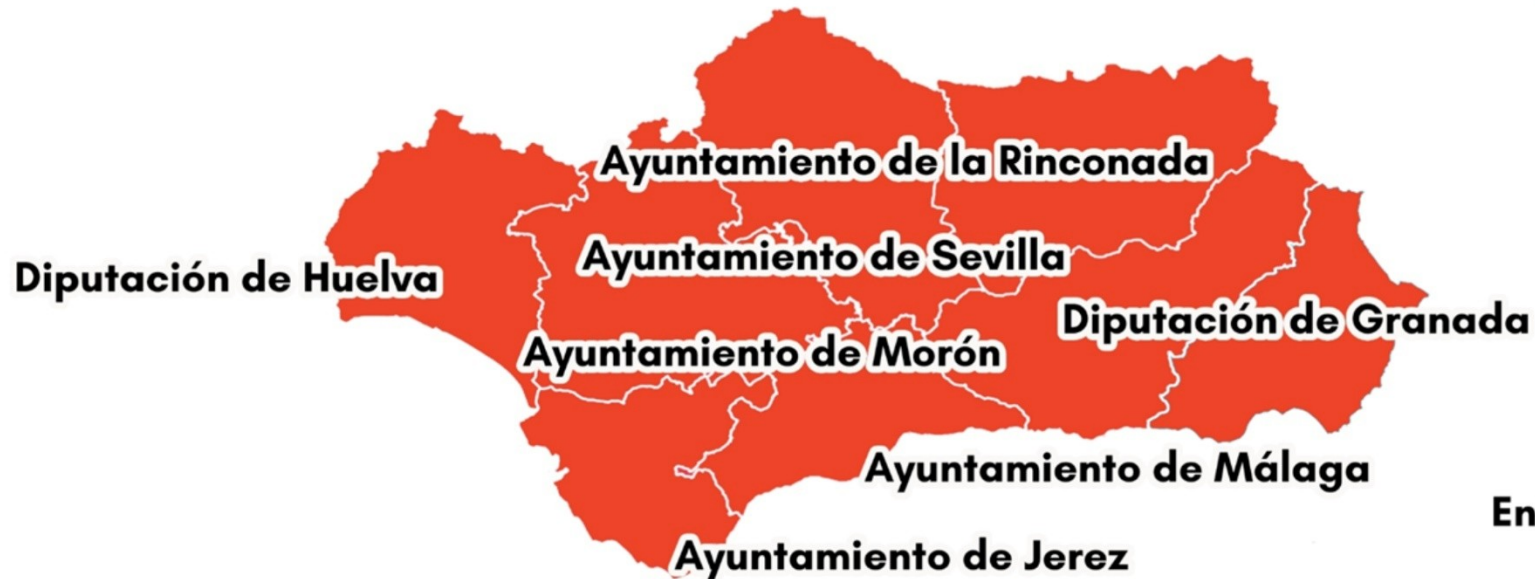 Ayuntamiento de la Rinconada
Ayuntamiento de Sevilla
Diputación de Huelva
Diputación de Granada
Ayuntamiento de Morón
Ayuntamiento de Málaga
En
Ayuntamiento de Jerez